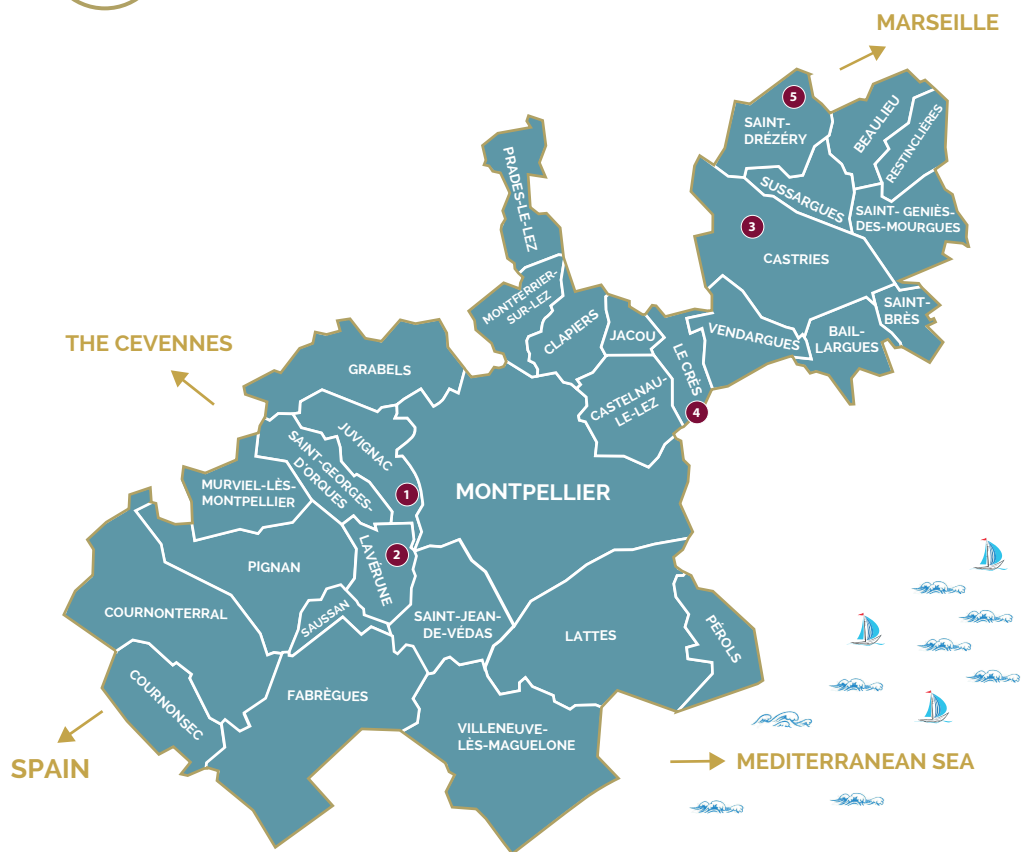 MARSEILLE
5
SAINT-
DRÉZÉRY
BEAULIEU
RESTINCLIÈRES
PRADES-LE-LEZ
SUSSARGUES
SAINT- GENIÈS-
DES-MOURGUES
3
CASTRIES
MONTFERRIER-
SUR-LEZ
CLAPIERS
JACOU
LE CRÈS
VENDARGUES
BAIL-
LARGUES
SAINT-
BRÈS
THE CEVENNES
GRABELS
CASTELNAU-
LE-LEZ
4
JUVIGNAC
SAINT-GEORGES-
D'ORQUES
MURVIEL-LÈS-
MONTPELLIER
1
MONTPELLIER
2
LAVÉRUNE
PIGNAN
COURNONTERRAL
SAUSSAN
SAINT-JEAN-
DE-VÉDAS
LATTES
PÉROLS
COURNONSEC
FABRÈGUES
VILLENEUVE-
LÈS-MAGUELONE
SPAIN
MEDITERRANEAN SEA